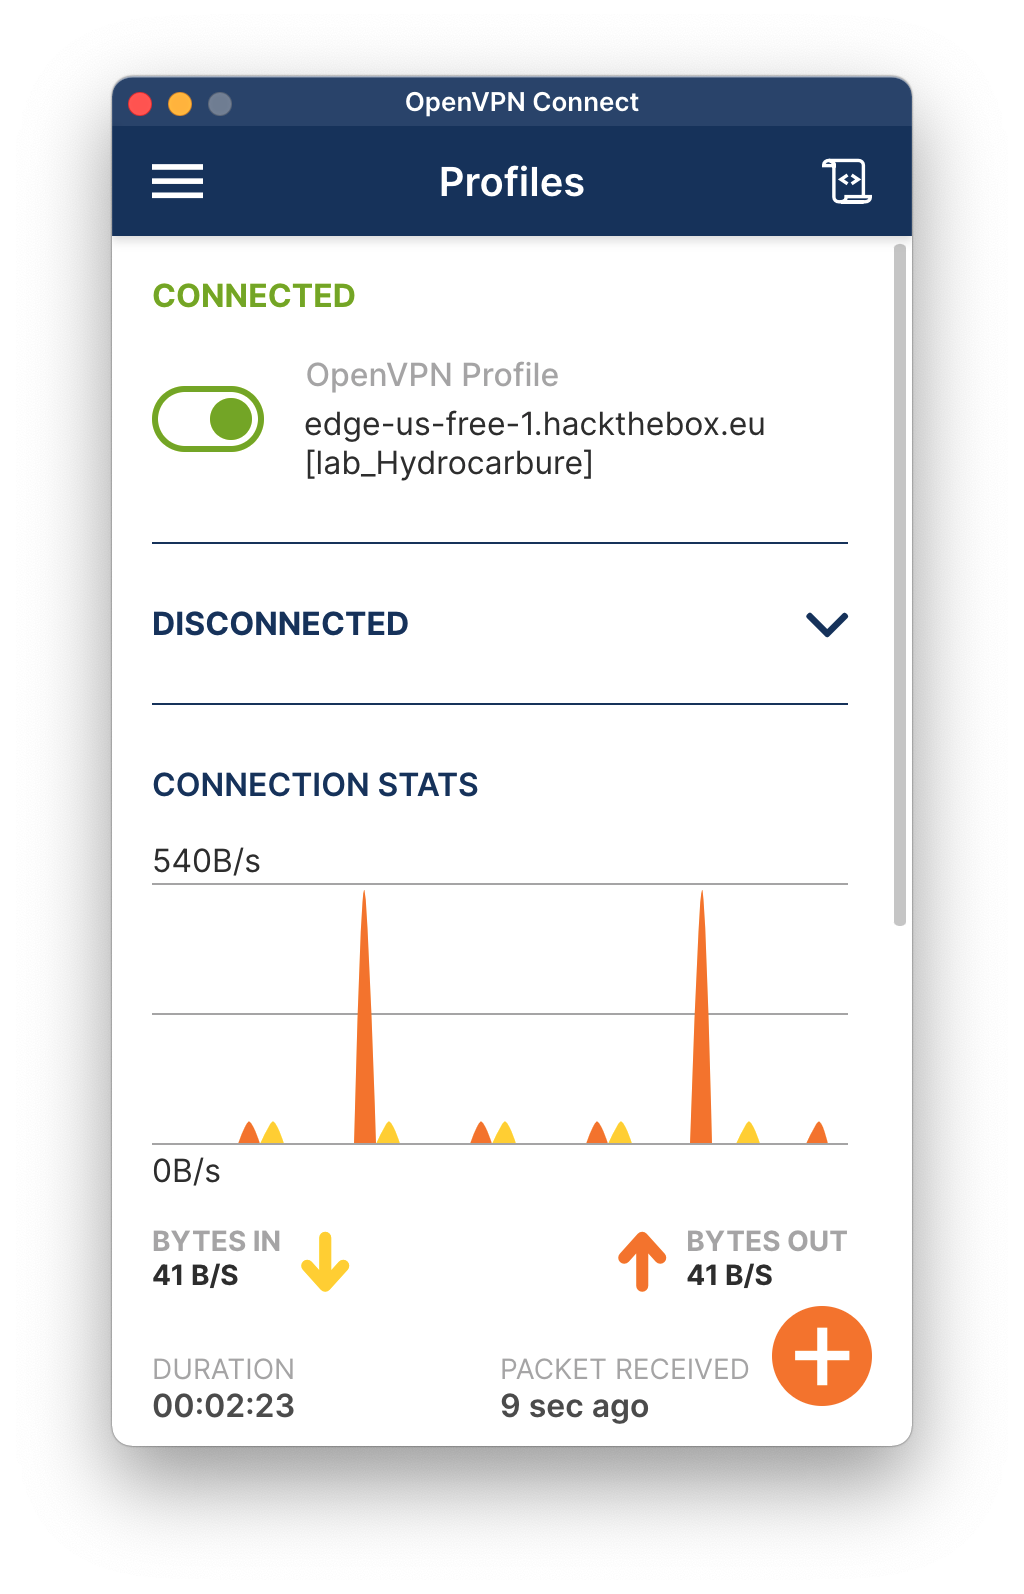 OpenVPN Connect
Profiles
CONNECTED
OpenVPN Profile
edge-us-free-1.hackthebox.eu
[lab_Hydrocarbure]
DISCONNECTED
CONNECTION STATS
540B/s
0B/s
BYTES IN
41 B/S
BYTES OUT
41 B/S
DURATION
00:02:23
PACKET RECEIVED
9 sec ago